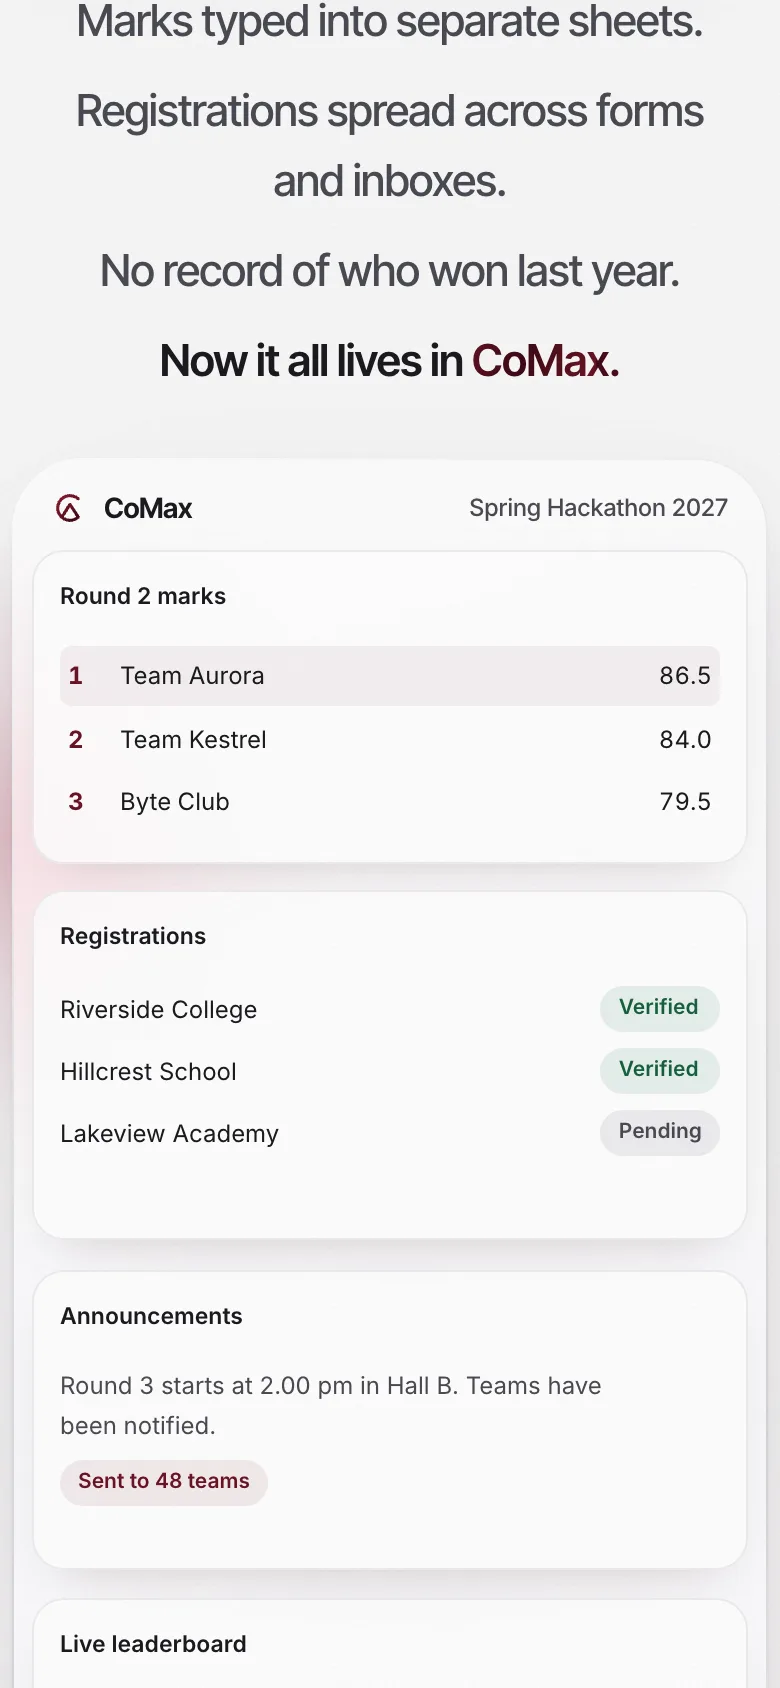 Marks typed into separate sheets.
Registrations spread across forms
and inboxes.
No record of who won last year.
Now it all lives in CoMax.
CoMax
Spring Hackathon 2027
Round 2 marks
1 Team Aurora 86.5
2 Team Kestrel 84.0
3 Byte Club 79.5
Registrations
Riverside College Verified
Hillcrest School Verified
Lakeview Academy Pending
Announcements
Round 3 starts at 2.00 pm in Hall B. Teams have
been notified.
Sent to 48 teams
Live leaderboard